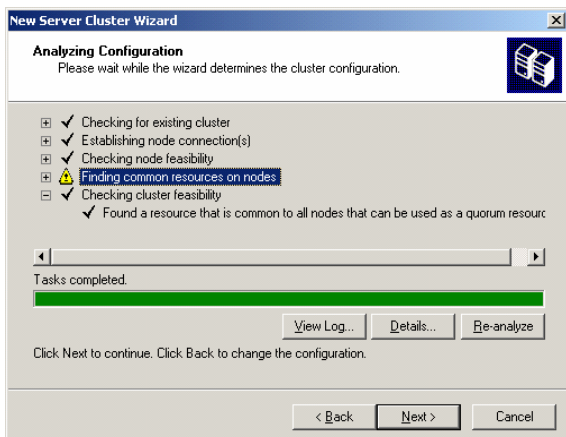 New Server Cluster Wizard
Analyzing Configuration
Please wait while the wizard determines the cluster configuration.
Checking for existing cluster
Establishing node connection(s)
Checking node feasibility
Finding common resources on nodes
Checking cluster feasibility
Found a resource that is common to all nodes that can be used as a quorum resourc
Tasks completed.
View Log... Details... Re-analyze
Click Next to continue. Click Back to change the configuration.
< Back Next > Cancel